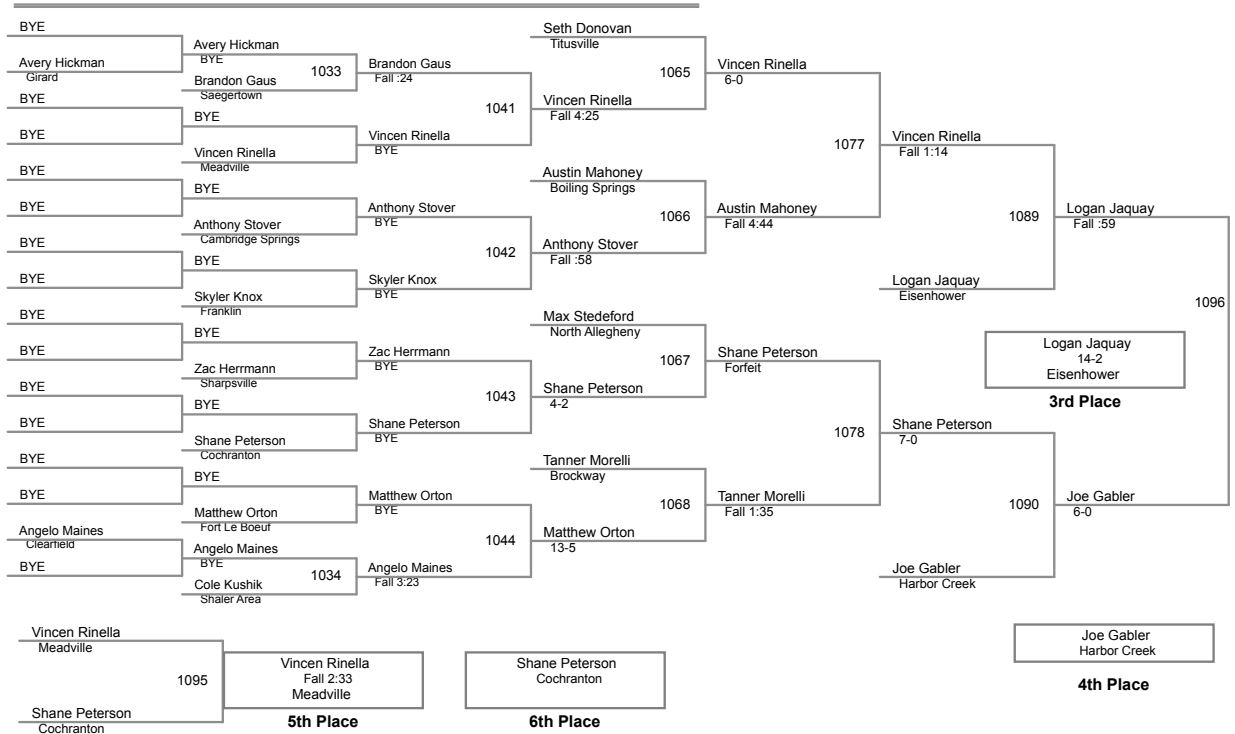 BYE
Avery Hickman
Girard
BYE
BYE
BYE
BYE
BYE
BYE
BYE
BYE
BYE
BYE
BYE
BYE
Angelo Maines
Clearfield
BYE
Avery Hickman
BYE
1033
Brandon Gaus
Saegertown
BYE
Vincen Rinella
Meadville
BYE
Anthony Stover
Cambridge Springs
BYE
Skyler Knox
Franklin
BYE
Zac Herrmann
Sharpsville
BYE
Shane Peterson
Cochranton
BYE
Matthew Orton
Fort Le Boeuf
Angelo Maines
BYE
1034
Cole Kushik
Shaler Area
Brandon Gaus
Fall :24
1041
Vincen Rinella
BYE
Anthony Stover
BYE
1042
Skyler Knox
BYE
Zac Herrmann
BYE
1043
Shane Peterson
BYE
Matthew Orton
BYE
1044
Angelo Maines
Fall 3:23
Seth Donovan
Titusville
1065
Vincen Rinella
Fall 4:25
Austin Mahoney
Boiling Springs
1066
Anthony Stover
Fall :58
Max Stedeford
North Allegheny
1067
Shane Peterson
4-2
Tanner Morelli
Brockway
1068
Matthew Orton
13-5
Vincen Rinella
6-0
1077
Austin Mahoney
Fall 4:44
Shane Peterson
Forfeit
1078
Tanner Morelli
Fall 1:35
Vincen Rinella
Fall 1:14
1089
Logan Jaquay
Eisenhower
Shane Peterson
7-0
1090
Joe Gabler
Harbor Creek
Logan Jaquay
Fall :59
1096
Joe Gabler
6-0
Logan Jaquay
14-2
Eisenhower
3rd Place
Joe Gabler
Harbor Creek
4th Place
Vincen Rinella
Meadville
1095
Shane Peterson
Cochranton
Vincen Rinella
Fall 2:33
Meadville
5th Place
Shane Peterson
Cochranton
6th Place